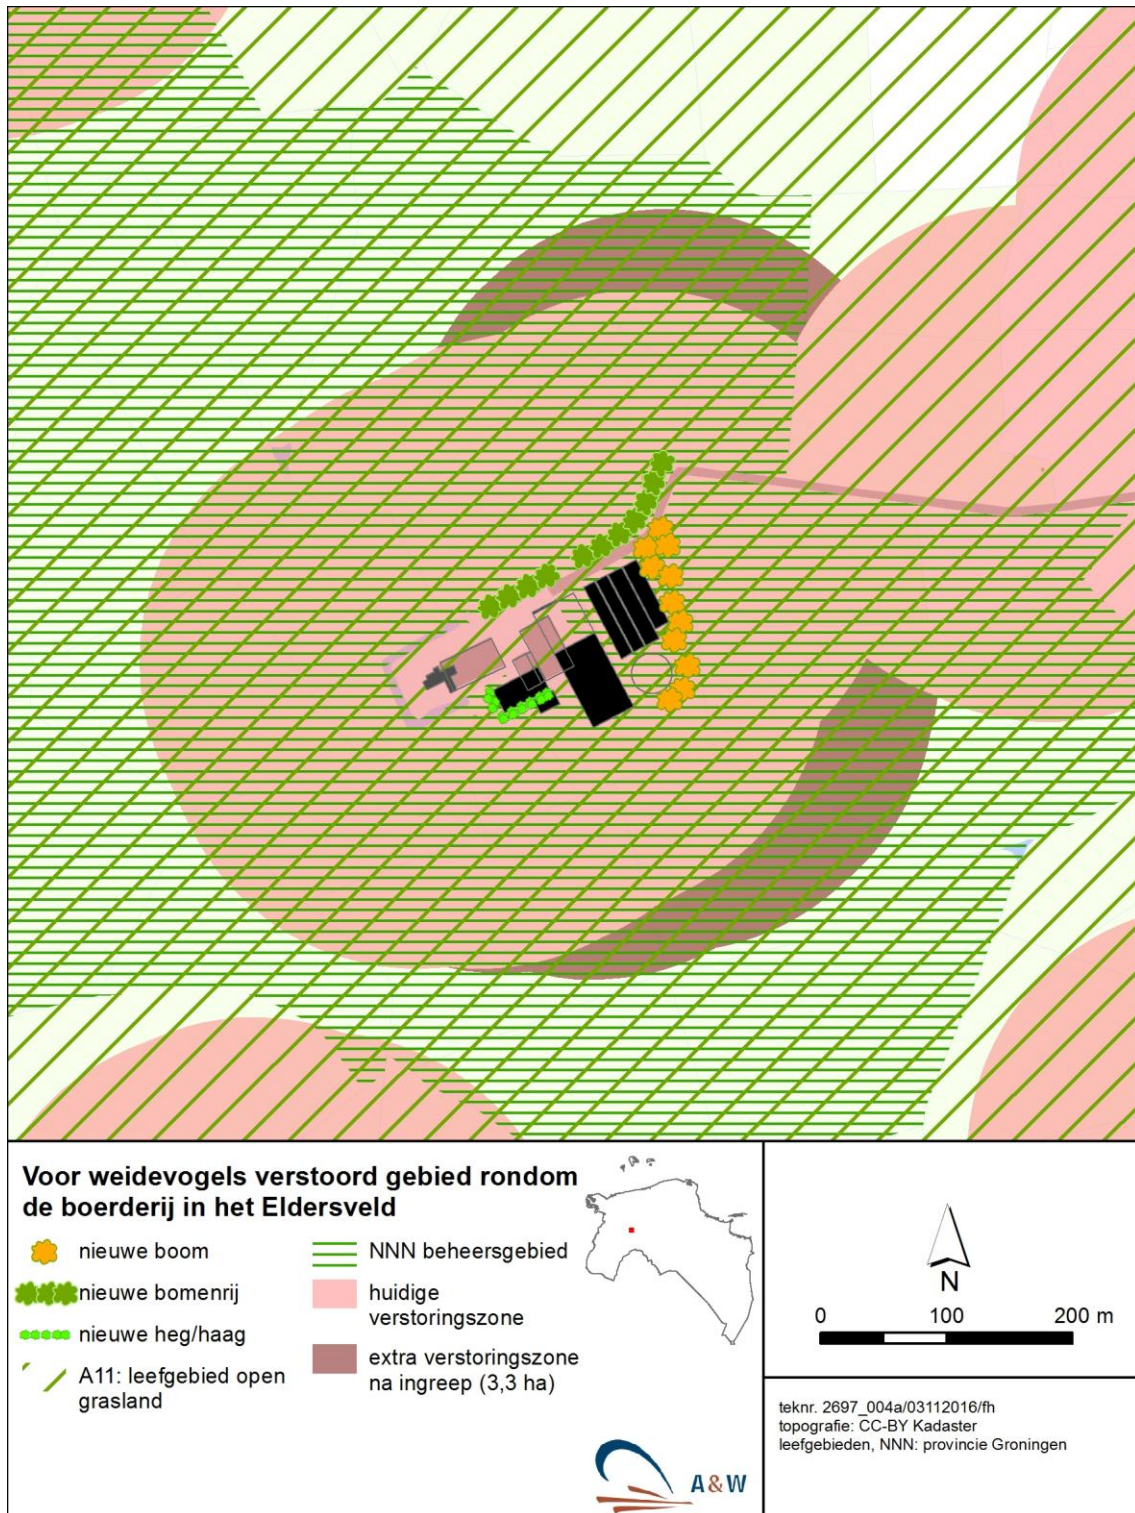 Voor weidevogels verstoord gebied rondom
de boerderij in het Eldersveld
nieuwe boom
nieuwe bomenrij
nieuwe heg/haag
A11: leefgebied open
grasland
NNN beheersgebied
huidige
verstoringszone
extra verstoringszone
na ingreep (3,3 ha)
A&W
N
0 100 200 m
teknr. 2697_004a/03112016/fh
topografie: CC-BY Kadaster
leefgebieden, NNN: provincie Groningen